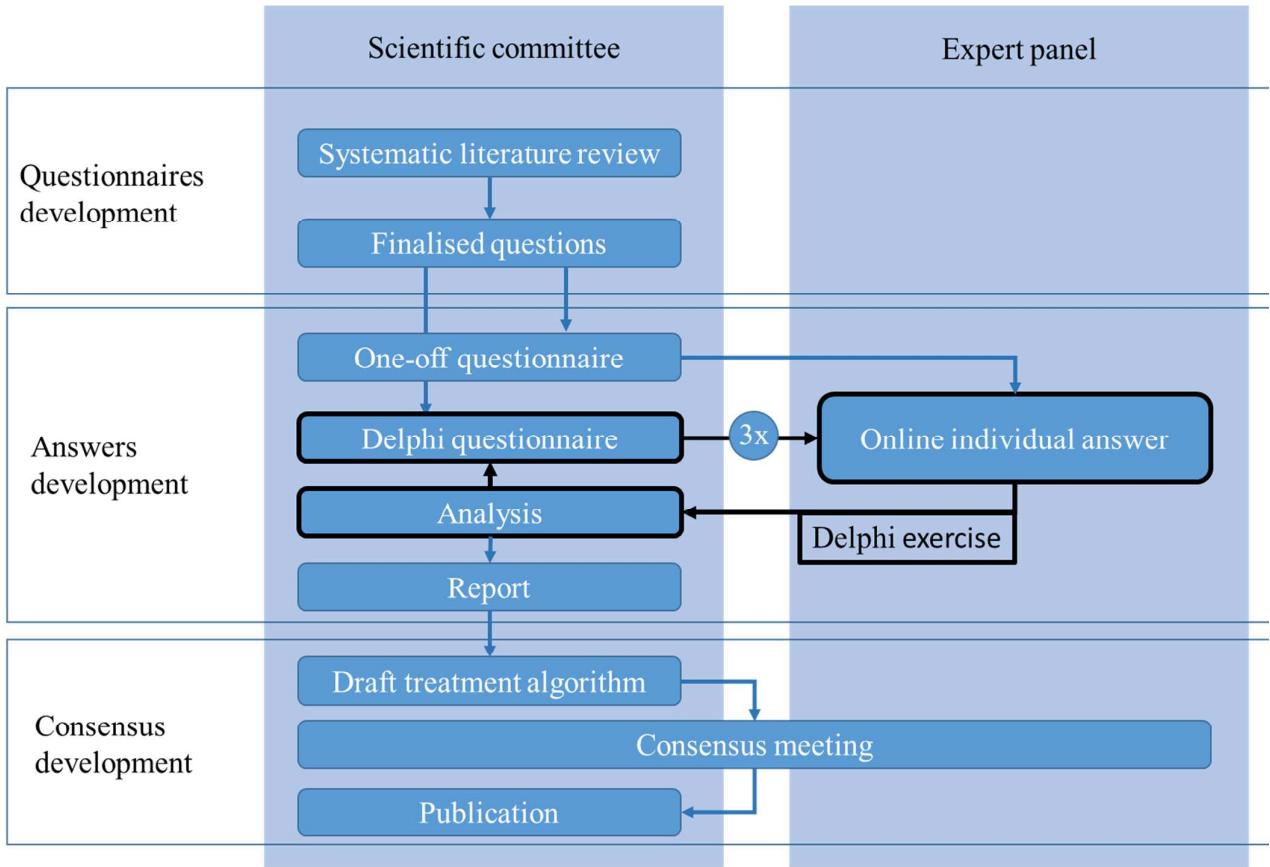 Scientific committee
Expert panel
Questionnaires
development
Systematic literature review
Finalised questions
Answers
development
One-off questionnaire
Delphi questionnaire
3x
Online individual answer
Analysis
Delphi exercise
Report
Consensus
development
Draft treatment algorithm
Consensus meeting
Publication